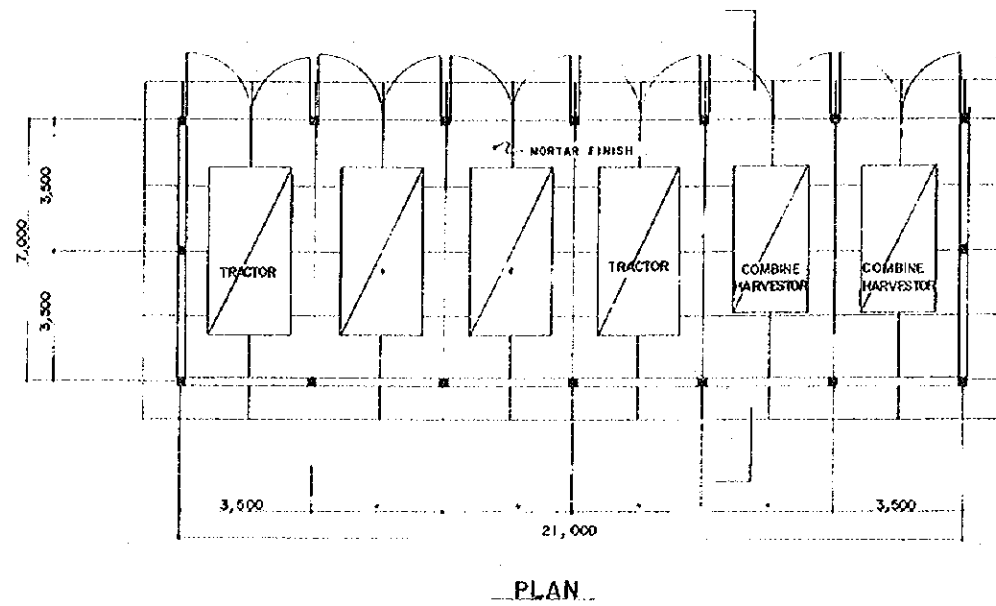 MORTAR FINISH
3,500
7,000
3,500
TRACTOR
TRACTOR
COMBINE
HARVESTOR
COMBINE
HARVESTOR
3,500
3,500
21,000
PLAN